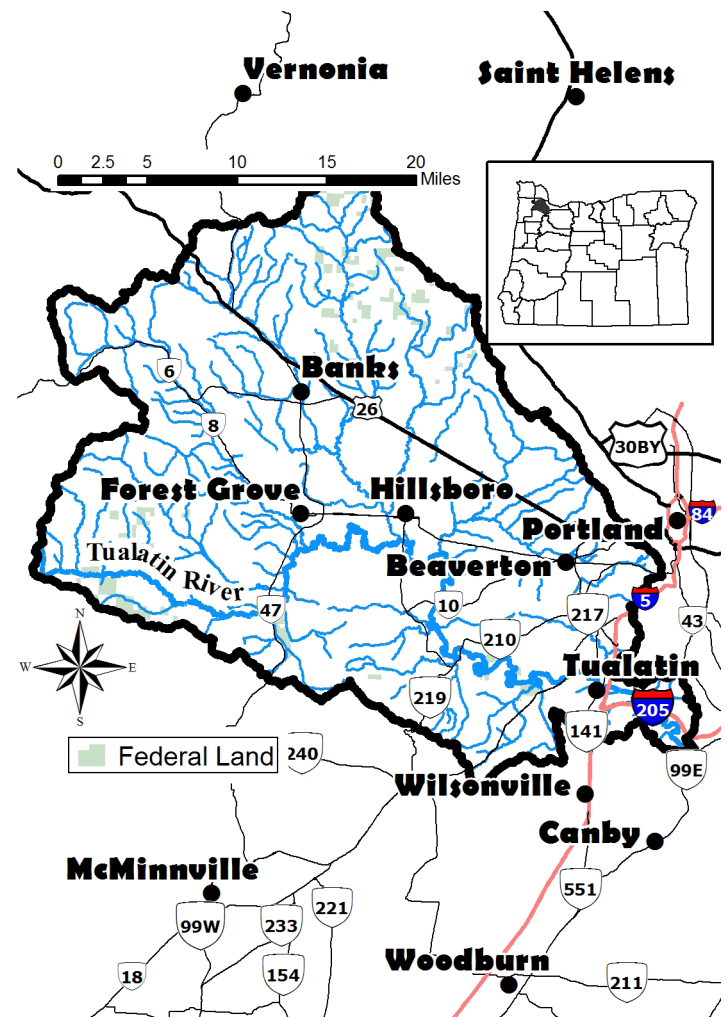 Vernonia
Saint Helens
0 2.5 5 10 15 20
Miles
Banks
6
26
8
30BY
Forest Grove
Hillsboro
84
Portland
Beaverton
Tualatin River
5
47
10
217
43
210
N
W E
S
Tualatin
219
205
141
Federal Land
240
99E
Wilsonville
Canby
McMinnville
551
221
99W
233
18
154
Woodburn
211